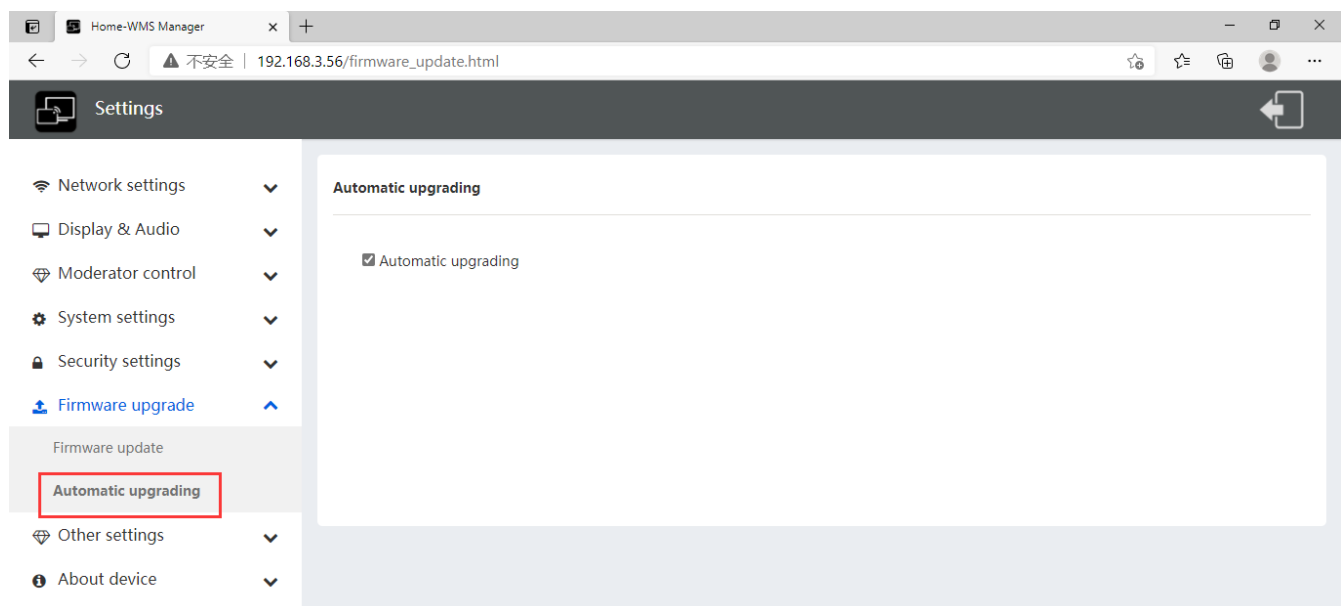 Home-WMS Manager
不安全 | 192.168.3.56/firmware_update.html
Settings
Network settings
Display & Audio
Moderator control
System settings
Security settings
Firmware upgrade
Firmware update
Automatic upgrading
Other settings
About device
Automatic upgrading
Automatic upgrading